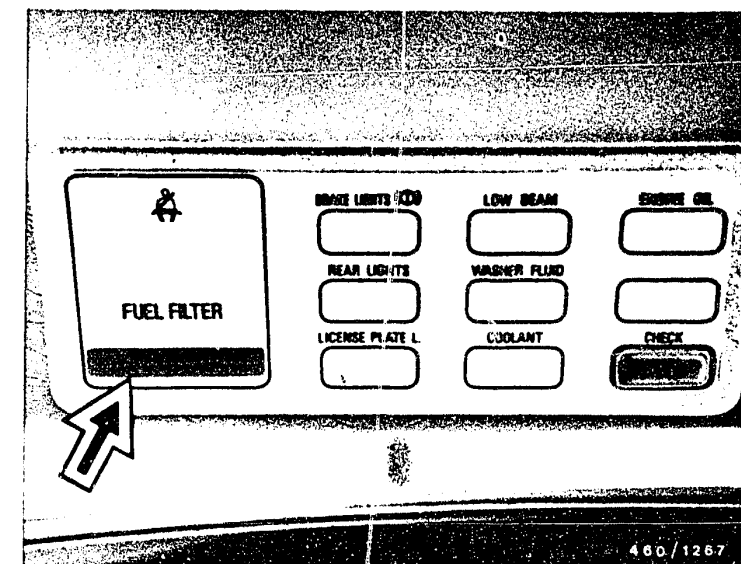 BRAKE LIGHTS
LOW BEAM
ENGINE OIL
REAR LIGHTS
WASHER FLUID
FUEL FILTER
LICENSE PLATE L.
COOLANT
CHECK
460/1267